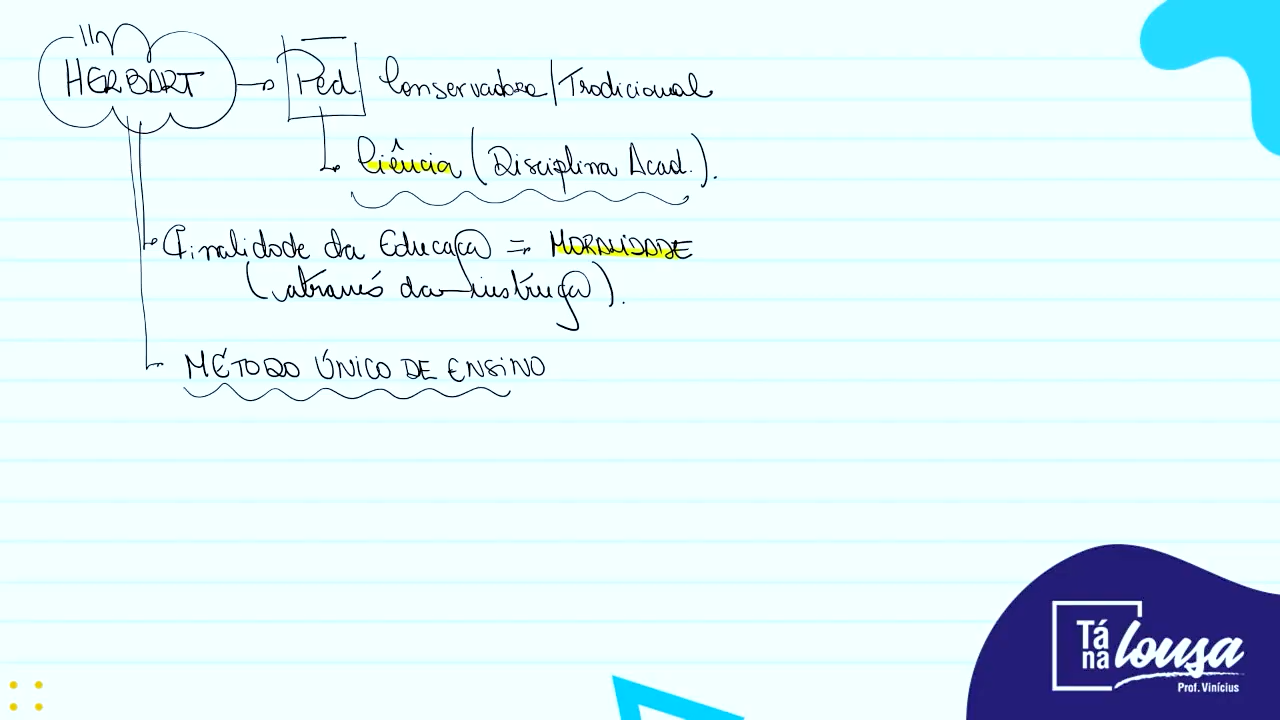 HERBART → Ped. Conservadora/Tradicional
Ciência (Disciplina Acad.).
Finalidade da Educação ⇒ MORALIDADE
(através da instrução).
MÉTODO ÚNICO DE ENSINO
Tá na lousa
Prof. Vinícius